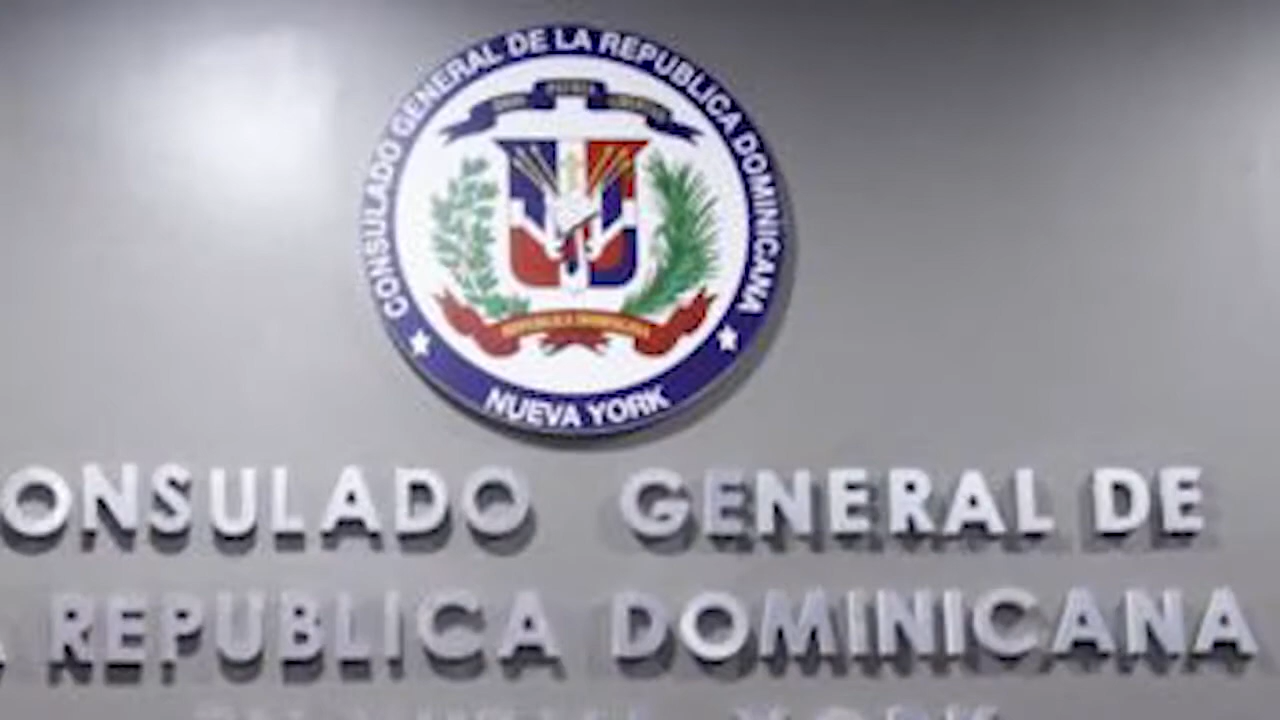 CONSULADO GENERAL DE LA REPUBLICA DOMINICANA
REPUBLICA DOMINICANA
NUEVA YORK
ONSULADO GENERAL DE
A REPUBLICA DOMINICANA